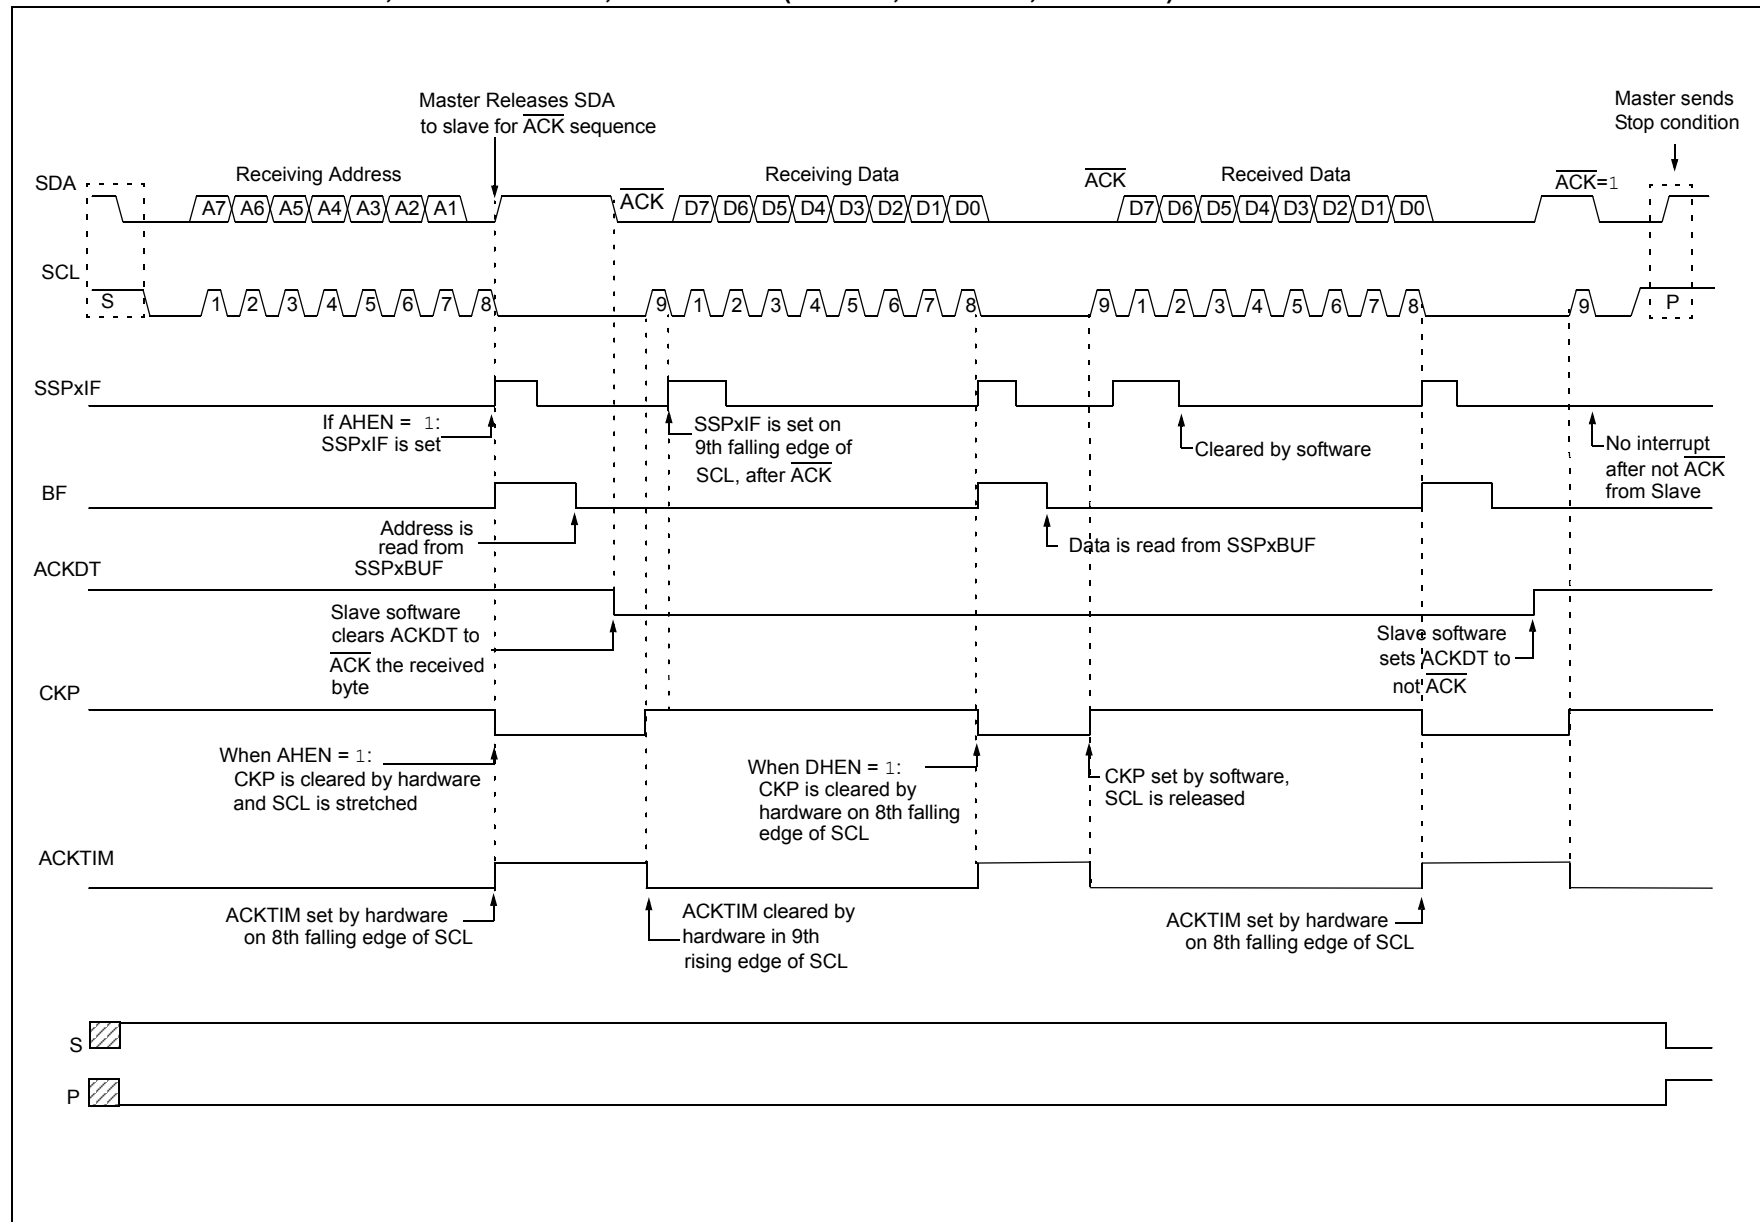 Master Releases SDA
to slave for ACK sequence
Master sends
Stop condition
SDA
Receiving Address
ACK
Receiving Data
ACK
Received Data
ACK=1
A7 A6 A5 A4 A3 A2 A1
D7 D6 D5 D4 D3 D2 D1 D0
D7 D6 D5 D4 D3 D2 D1 D0
SCL
S
1 2 3 4 5 6 7 8
9 1 2 3 4 5 6 7 8
9 1 2 3 4 5 6 7 8
9
P
SSPxIF
If AHEN = 1:
SSPxIF is set
SSPxIF is set on
9th falling edge of
SCL, after ACK
Cleared by software
No interrupt
after not ACK
from Slave
BF
Address is
read from
SSPxBUF
Data is read from SSPxBUF
ACKDT
Slave software
clears ACKDT to
ACK the received
byte
Slave software
sets ACKDT to
not ACK
CKP
When AHEN = 1:
CKP is cleared by hardware
and SCL is stretched
When DHEN = 1:
CKP is cleared by
hardware on 8th falling
edge of SCL
CKP set by software,
SCL is released
ACKTIM
ACKTIM set by hardware
on 8th falling edge of SCL
ACKTIM cleared by
hardware in 9th
rising edge of SCL
ACKTIM set by hardware
on 8th falling edge of SCL
S
P